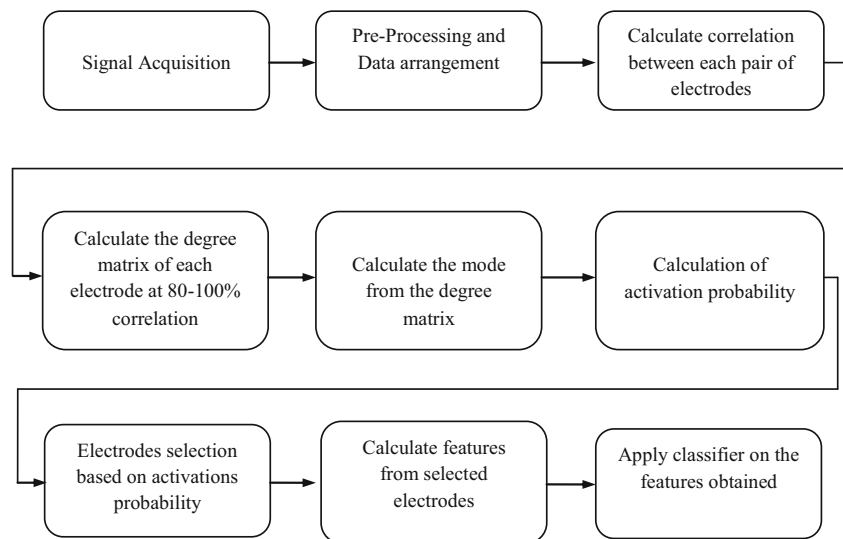 Signal Acquisition
Pre-Processing and
Data arrangement
Calculate correlation
between each pair of
electrodes
Calculate the degree
matrix of each
electrode at 80-100%
correlation
Calculate the mode
from the degree
matrix
Calculation of
activation probability
Electrodes selection
based on activations
probability
Calculate features
from selected
electrodes
Apply classifier on the
features obtained